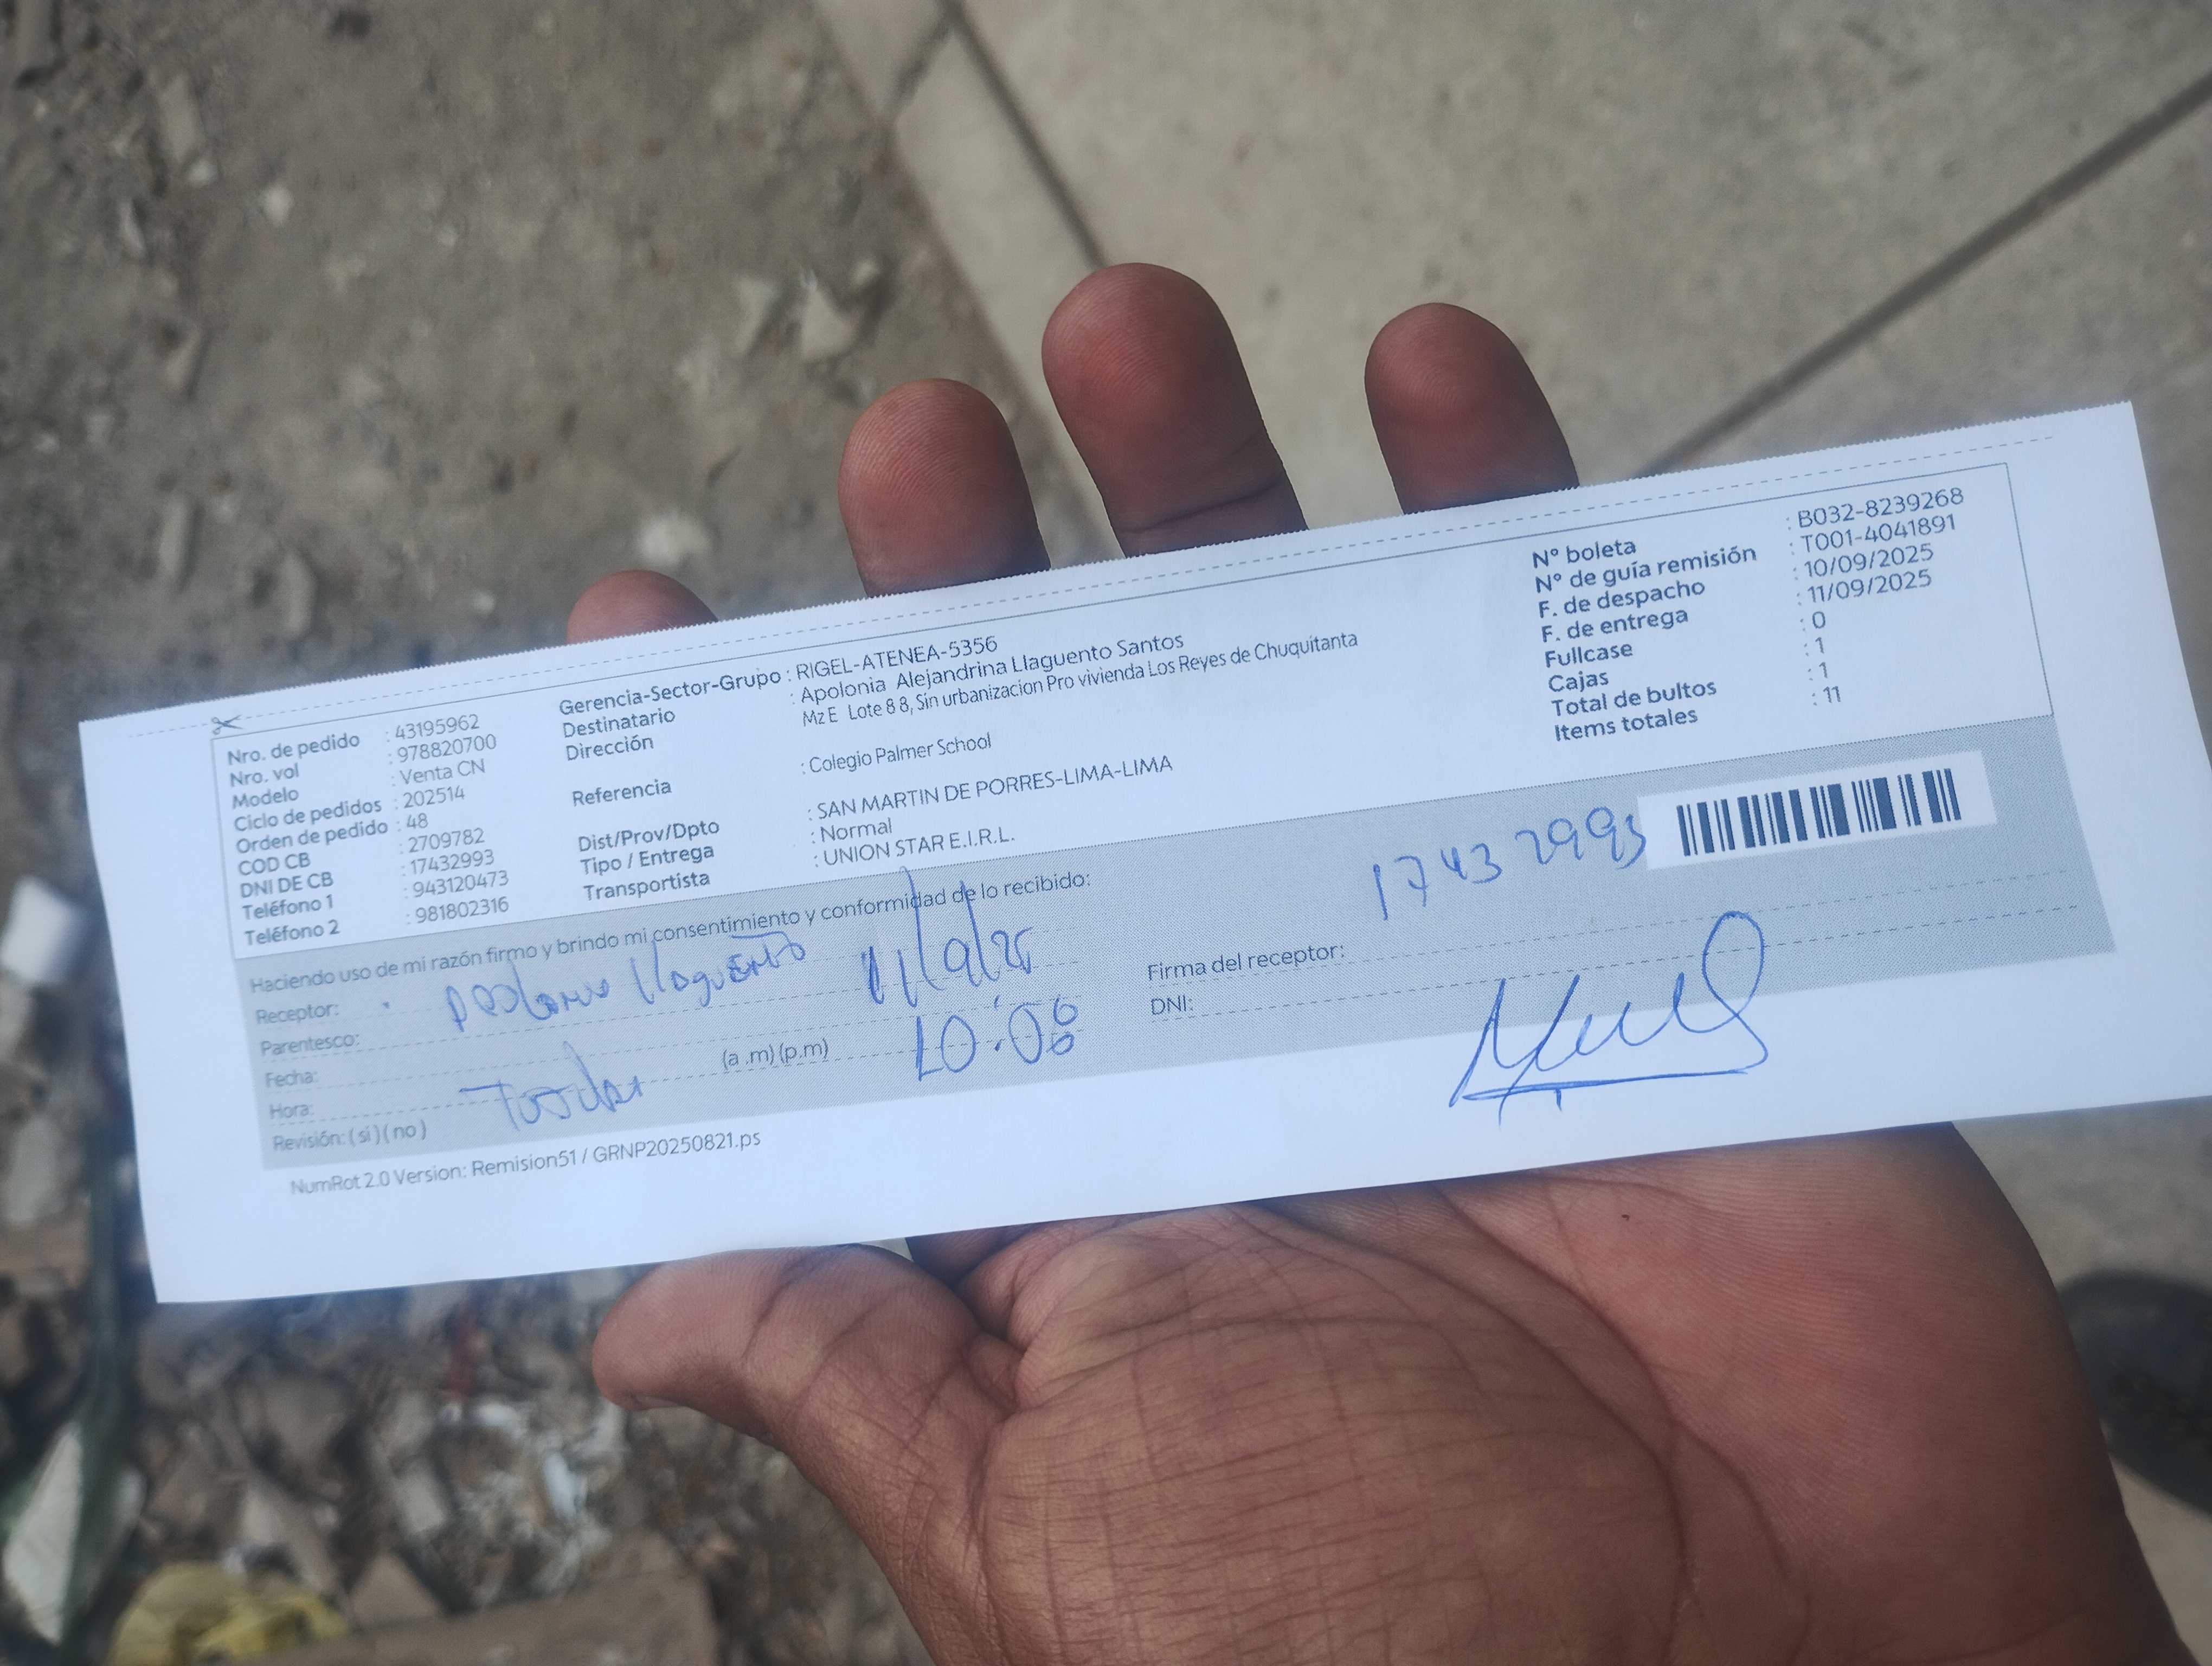 Nro. de pedido : 43195962
Nro. vol : 978820700
Modelo : Venta CN
Ciclo de pedidos : 202514
Orden de pedido : 48
COD CB : 2709782
DNI DE CB : 17432993
Teléfono 1 : 943120473
Teléfono 2 : 981802316
Gerencia-Sector-Grupo : RIGEL-ATENEA-5356
Destinatario : Apolonia Alejandrina Llaguento Santos
Dirección Mz E Lote 8 8, Sin urbanizacion Pro vivienda Los Reyes de Chuquitanta
Referencia : Colegio Palmer School
Dist/Prov/Dpto : SAN MARTIN DE PORRES-LIMA-LIMA
Tipo / Entrega : Normal
Transportista : UNION STAR E.I.R.L.
N° boleta : B032-8239268
N° de guía remisión : T001-4041891
F. de despacho : 10/09/2025
F. de entrega : 11/09/2025
Fullcase : 0
Cajas : 1
Total de bultos : 1
Items totales : 11
Haciendo uso de mi razón firmo y brindo mi consentimiento y conformidad de lo recibido:
Receptor: Llaguento
Parentesco:
Fecha: 11/9/25
Hora: (a .m) (p.m) 10:06
Revisión: ( si ) ( no )
Firma del receptor: 17432993
DNI:
NumRot 2.0 Version: Remision51 / GRNP20250821.ps